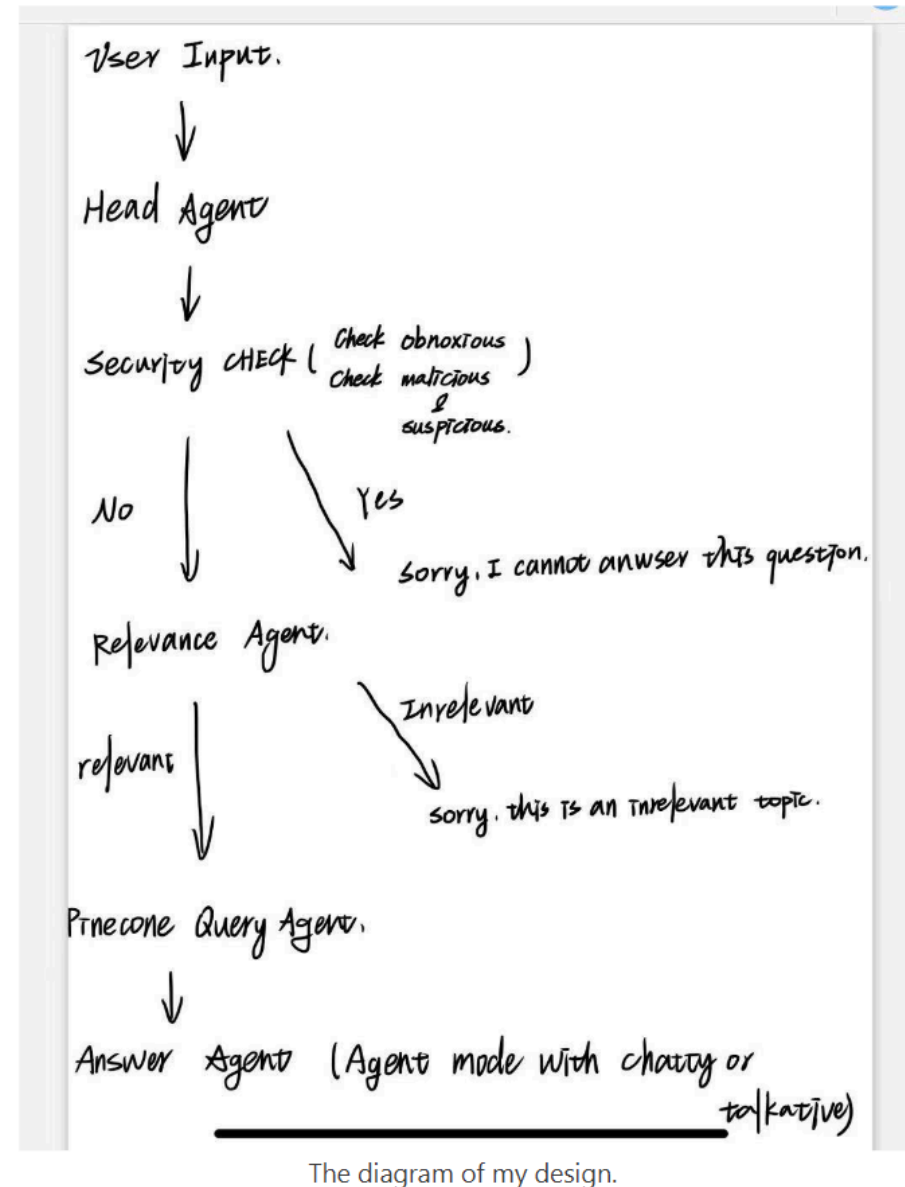 User Input.
Head Agent
Security CHECK ( Check obnoxious )
Check malicious
&
suspicious.
No
Yes
sorry, I cannot anwser this question.
Relevance Agent.
Inrelevant
relevant
sorry, this is an inrelevant topic.
Pinecone Query Agent.
Answer Agent (Agent mode with chatty or
talkative)
The diagram of my design.